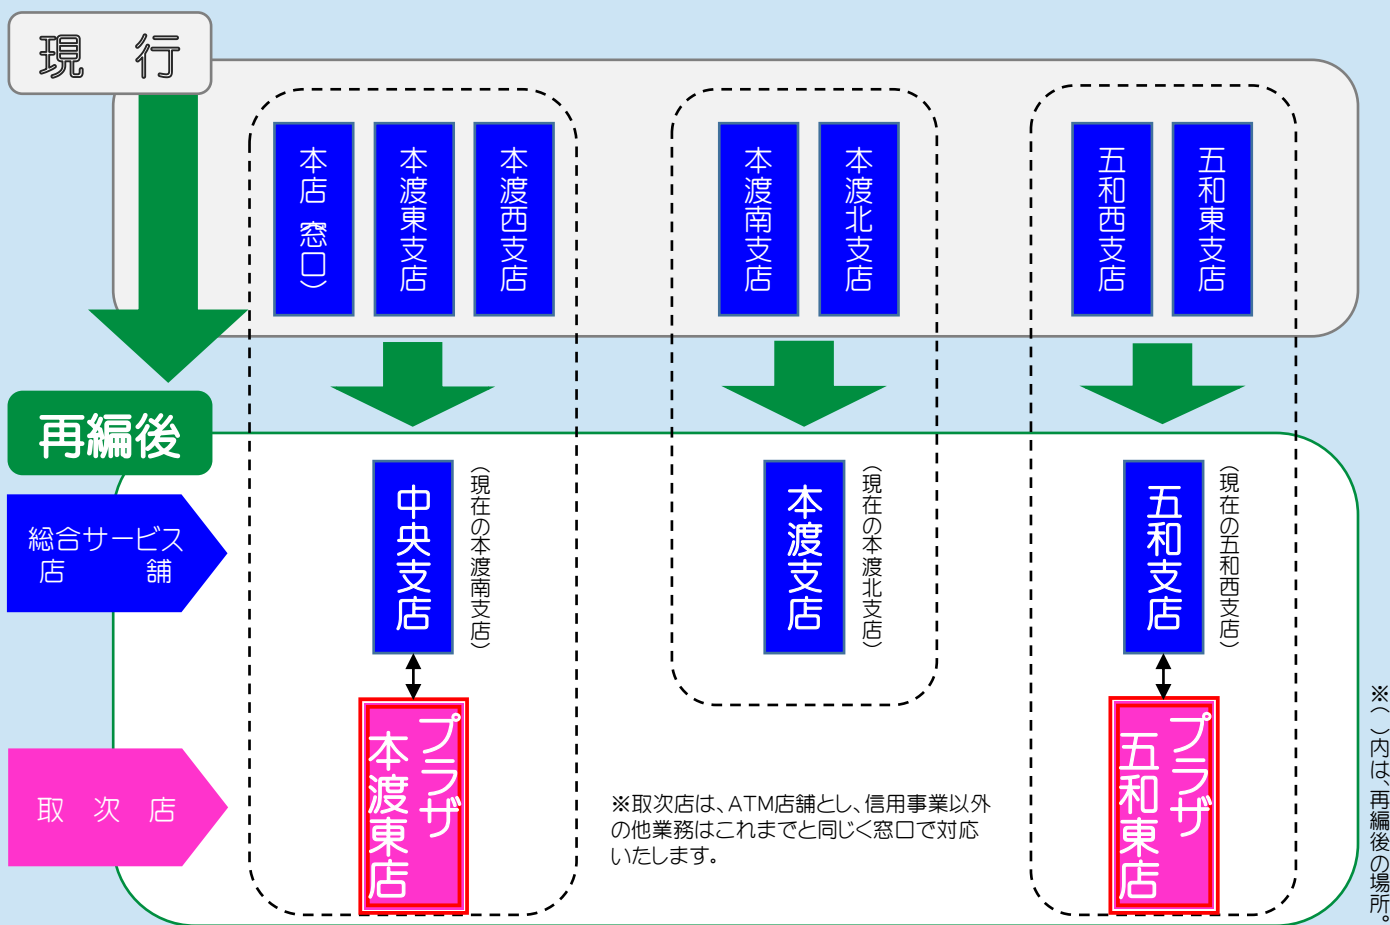 現行
本店 窓口）
本渡東支店
本渡西支店
本渡南支店
本渡北支店
五和西支店
五和東支店
再編後
総合サービス
店舗
中央支店
（現在の本渡南支店）
本渡支店
（現在の本渡北支店）
五和支店
（現在の五和西支店）
取次店
プラザ
本渡東店
※取次店は、ATM店舗とし、信用事業以外
の他業務はこれまでと同じく窓口で対応
いたします。
プラザ
五和東店
※（ ）内は、再編後の場所。